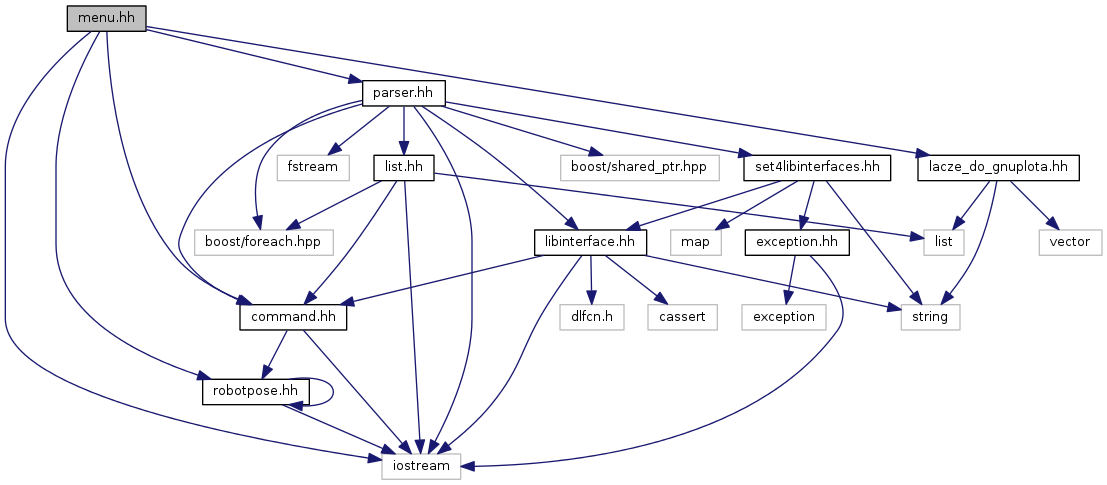 menu.hh
parser.hh
fstream
list.hh
boost/shared_ptr.hpp
set4libinterfaces.hh
lacze_do_gnuplota.hh
boost/foreach.hpp
libinterface.hh
map
exception.hh
list
vector
command.hh
dlfcn.h
cassert
exception
string
robotpose.hh
iostream